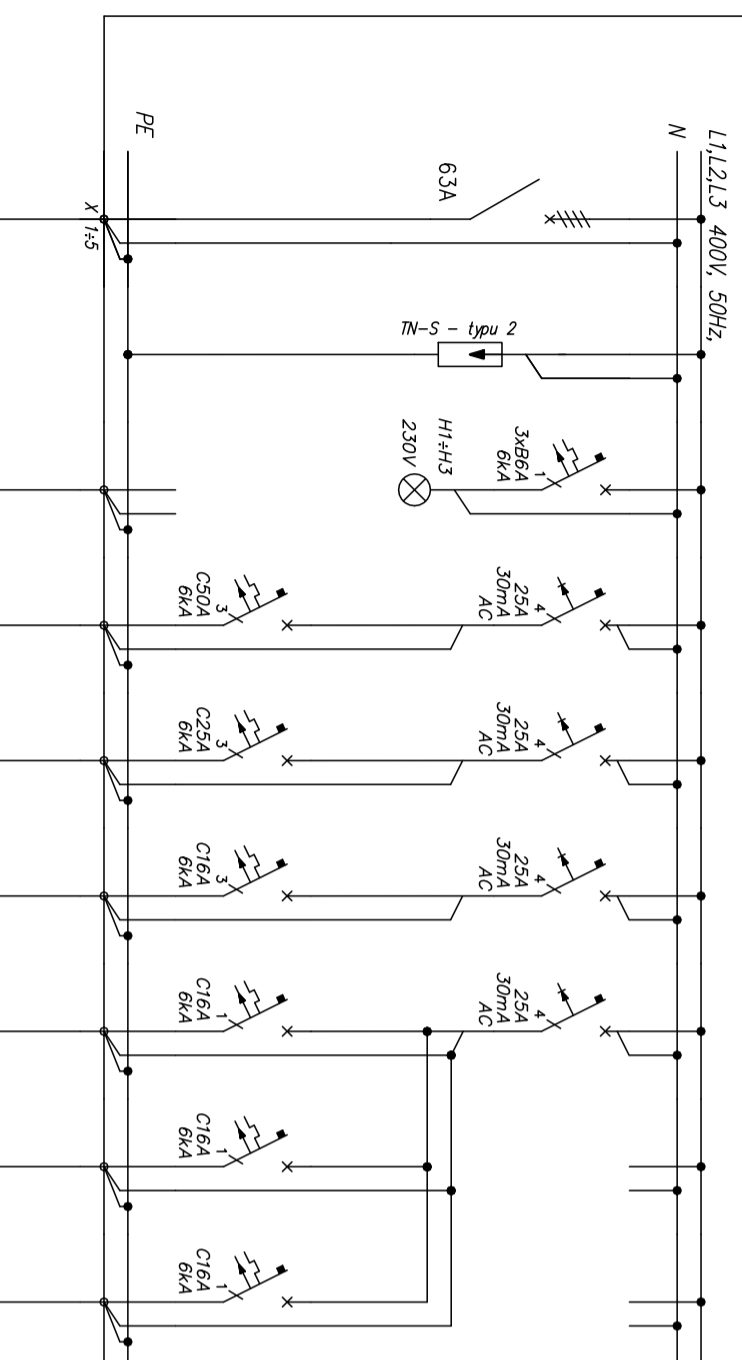 L1,L2,L3 400V, 50Hz,
N
PE
63A
X 1÷5
TN-S - typu 2
3xB6A
6kA
1
H1÷H3
230V
25A
30mA
AC
4
C50A
6kA
3
25A
30mA
AC
4
C25A
6kA
3
25A
30mA
AC
4
C16A
6kA
3
25A
30mA
AC
4
C16A
6kA
1
C16A
6kA
1
C16A
6kA
1